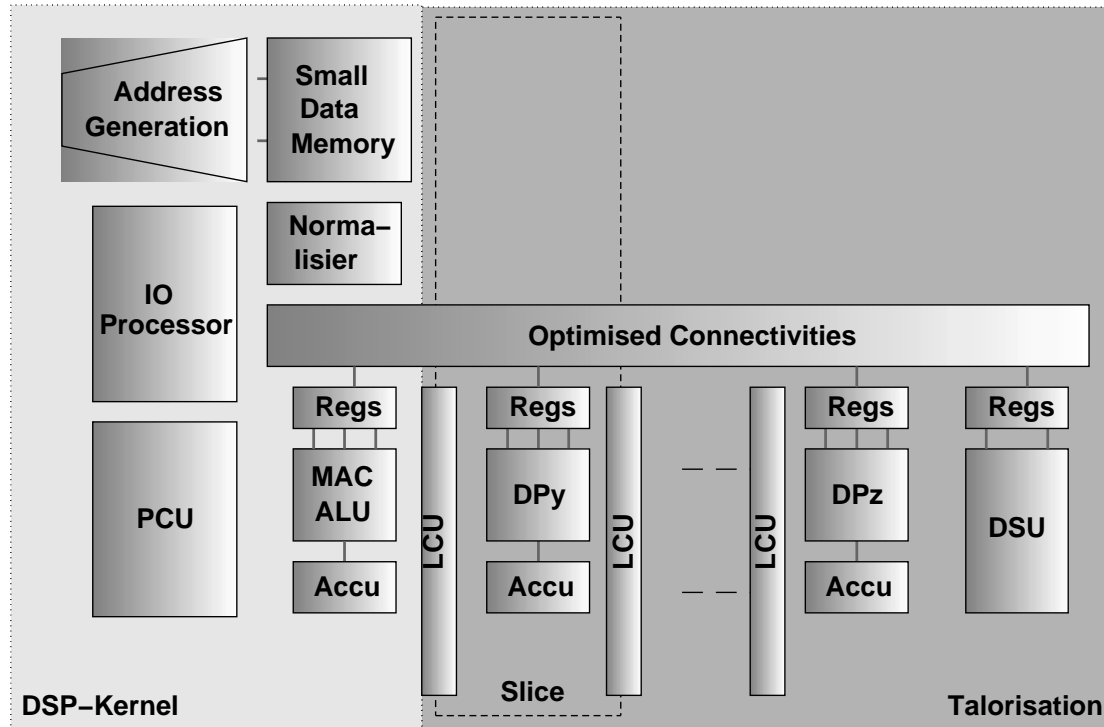 Address
Generation
Small
Data
Memory
Norma–
lisier
IO
Processor
Optimised Connectivities
Regs
Regs
Regs
Regs
PCU
MAC
ALU
LCU
DPy
LCU
LCU
DPz
DSU
Accu
Accu
Accu
Slice
DSP–Kernel
Talorisation